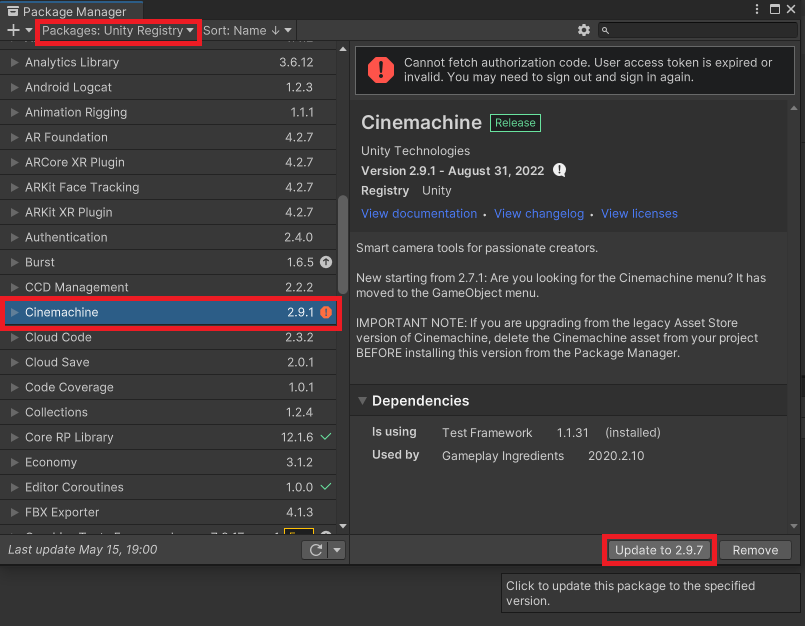 Package Manager
Packages: Unity Registry
Sort: Name ↓
Analytics Library 3.6.12
Android Logcat 1.2.3
Animation Rigging 1.1.1
AR Foundation 4.2.7
ARCore XR Plugin 4.2.7
ARKit Face Tracking 4.2.7
ARKit XR Plugin 4.2.7
Authentication 2.4.0
Burst 1.6.5
CCD Management 2.2.2
Cinemachine 2.9.1
Cloud Code 2.3.2
Cloud Save 2.0.1
Code Coverage 1.0.1
Collections 1.2.4
Core RP Library 12.1.6
Economy 3.1.2
Editor Coroutines 1.0.0
FBX Exporter 4.1.3
Last update May 15, 19:00
Cannot fetch authorization code. User access token is expired or
invalid. You may need to sign out and sign in again.
Cinemachine Release
Unity Technologies
Version 2.9.1 - August 31, 2022
Registry Unity
View documentation • View changelog • View licenses
Smart camera tools for passionate creators.
New starting from 2.7.1: Are you looking for the Cinemachine menu? It has
moved to the GameObject menu.
IMPORTANT NOTE: If you are upgrading from the legacy Asset Store
version of Cinemachine, delete the Cinemachine asset from your project
BEFORE installing this version from the Package Manager.
Dependencies
Is using Test Framework 1.1.31 (installed)
Used by Gameplay Ingredients 2020.2.10
Update to 2.9.7 Remove
Click to update this package to the specified
version.